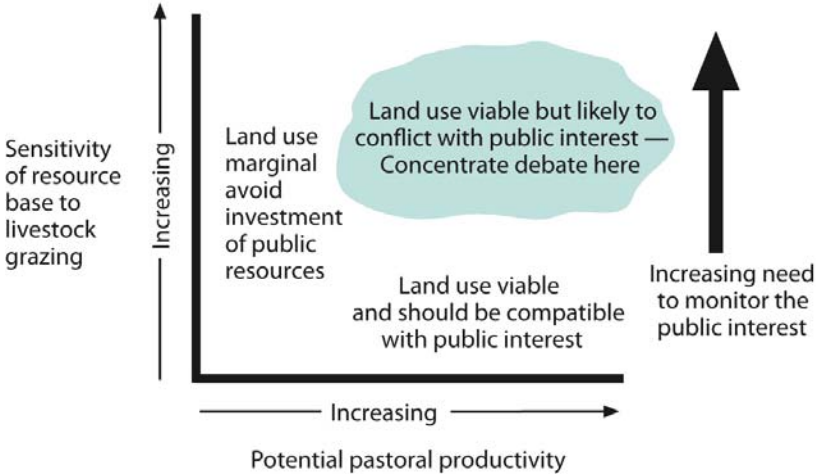 Sensitivity
of resource
base to
livestock
grazing
Increasing
Land use
marginal
avoid
investment
of public
resources
Land use viable but likely to
conflict with public interest —
Concentrate debate here
Land use viable
and should be compatible
with public interest
Increasing need
to monitor the
public interest
Increasing
Potential pastoral productivity